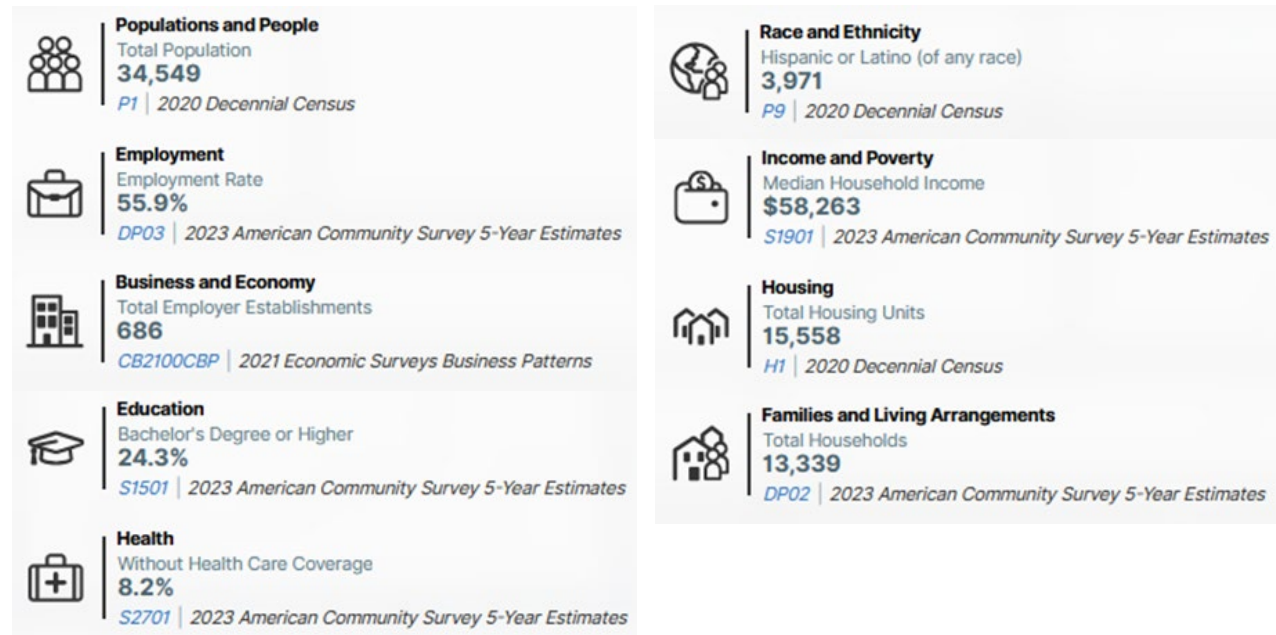 Populations and People
Total Population
34,549
P1 | 2020 Decennial Census
Employment
Employment Rate
55.9%
DP03 | 2023 American Community Survey 5-Year Estimates
Business and Economy
Total Employer Establishments
686
CB2100CBP | 2021 Economic Surveys Business Patterns
Education
Bachelor's Degree or Higher
24.3%
S1501 | 2023 American Community Survey 5-Year Estimates
Health
Without Health Care Coverage
8.2%
S2701 | 2023 American Community Survey 5-Year Estimates
Race and Ethnicity
Hispanic or Latino (of any race)
3,971
P9 | 2020 Decennial Census
Income and Poverty
Median Household Income
$58,263
S1901 | 2023 American Community Survey 5-Year Estimates
Housing
Total Housing Units
15,558
H1 | 2020 Decennial Census
Families and Living Arrangements
Total Households
13,339
DP02 | 2023 American Community Survey 5-Year Estimates